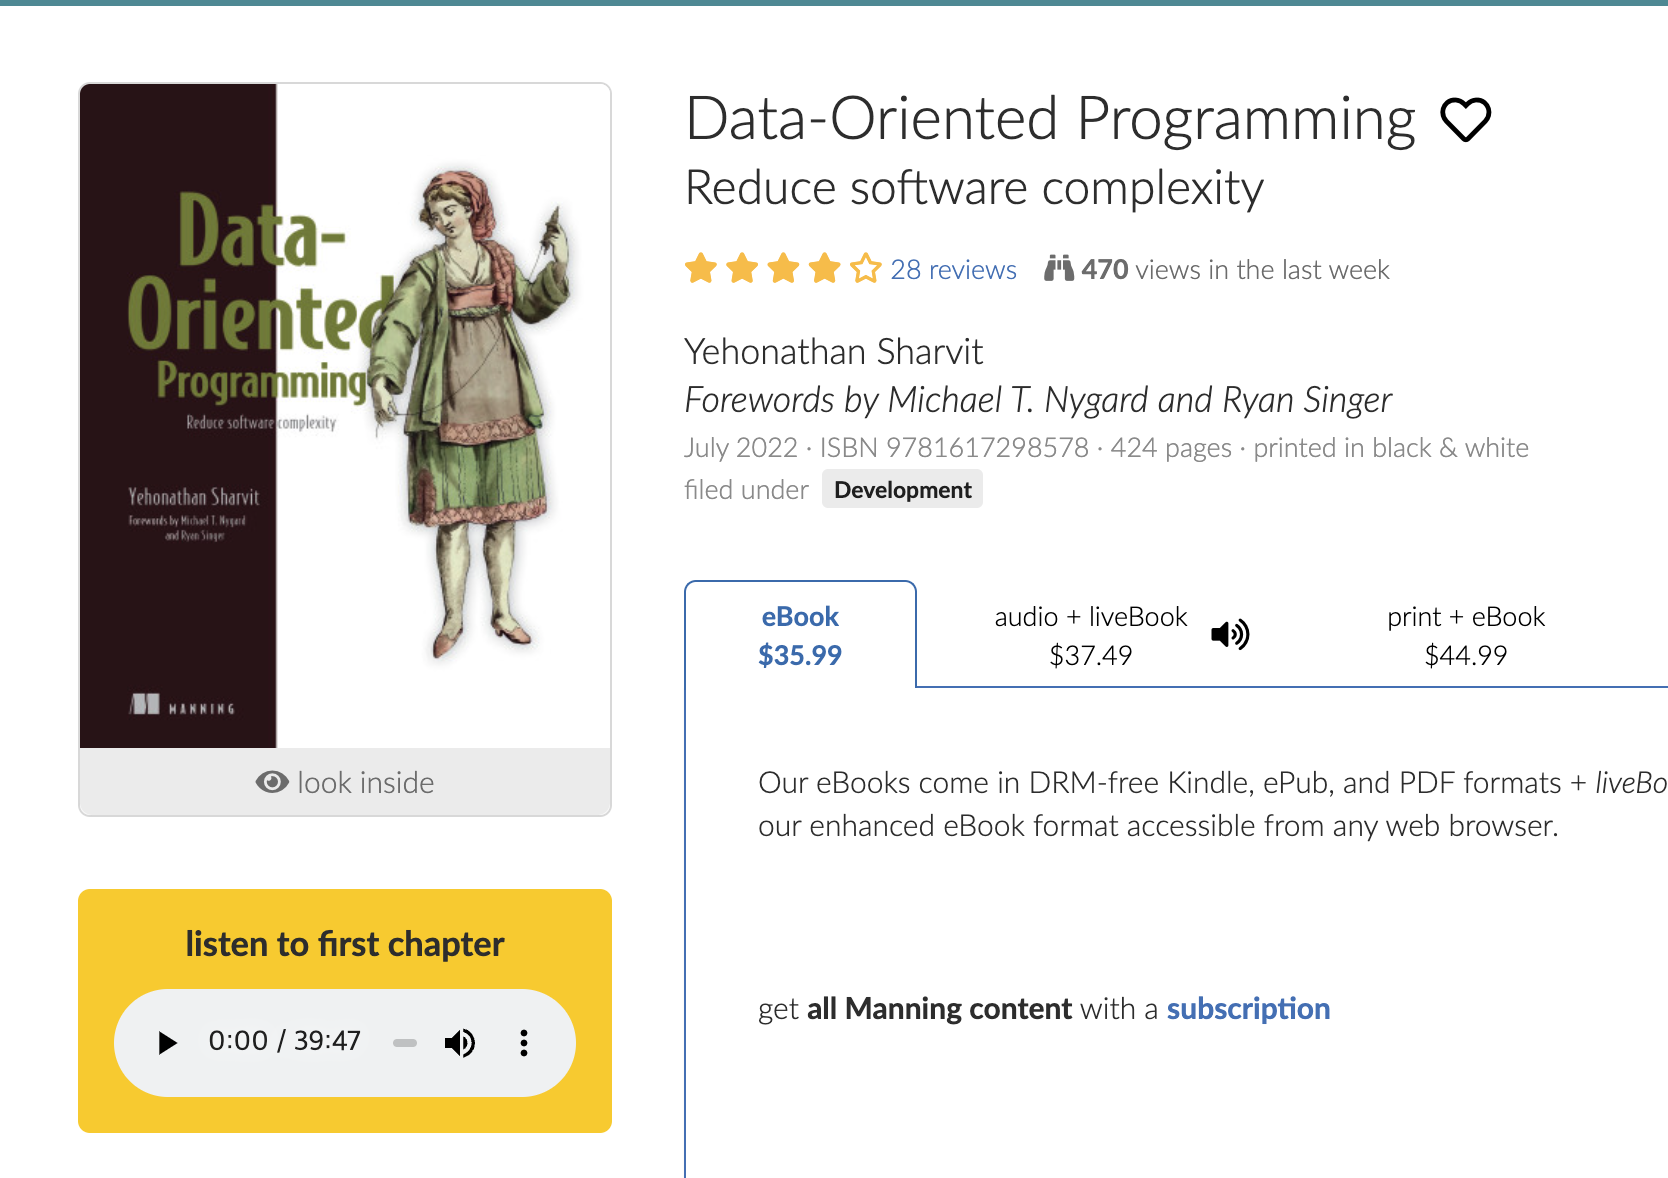 Data-
Oriented
Programming
Reduce software complexity
Yehonathan Sharvit
Forewords by Michael T. Nygard
and Ryan Singer
MANNING
look inside
listen to first chapter
0:00 / 39:47
Data-Oriented Programming
Reduce software complexity
28 reviews 470 views in the last week
Yehonathan Sharvit
Forewords by Michael T. Nygard and Ryan Singer
July 2022 · ISBN 9781617298578 · 424 pages · printed in black & white
filed under Development
eBook audio + liveBook print + eBook
$35.99 $37.49 $44.99
Our eBooks come in DRM-free Kindle, ePub, and PDF formats + liveBo
our enhanced eBook format accessible from any web browser.
get all Manning content with a subscription